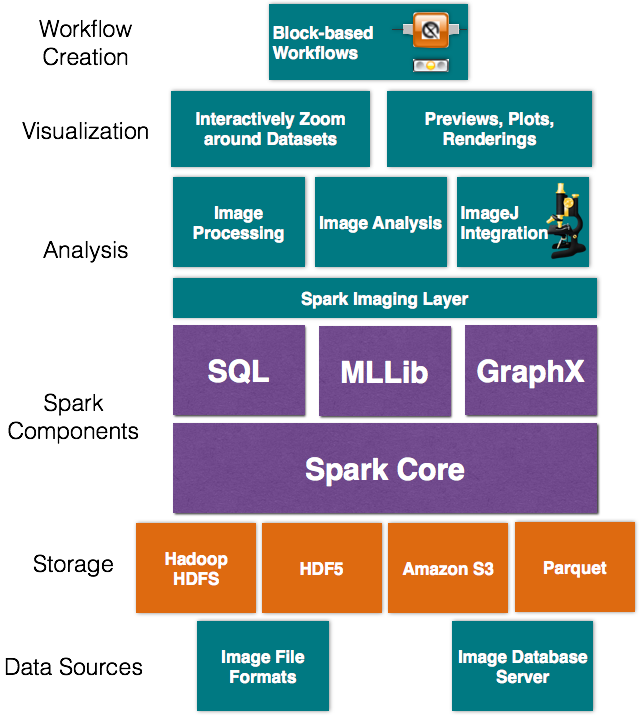 Workflow
Creation
Block-based
Workflows
Visualization
Interactively Zoom
around Datasets
Previews, Plots,
Renderings
Analysis
Image
Processing
Image Analysis
ImageJ
Integration
Spark Imaging Layer
Spark
Components
SQL
MLLib
GraphX
Spark Core
Storage
Hadoop
HDFS
HDF5
Amazon S3
Parquet
Data Sources
Image File
Formats
Image Database
Server